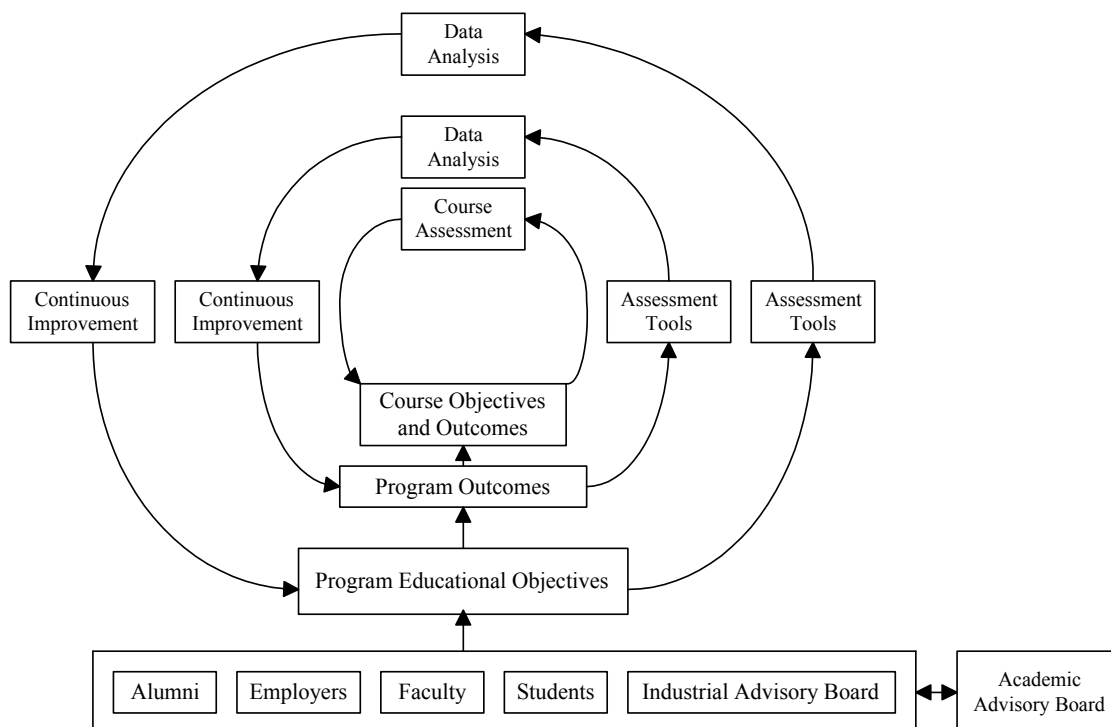 Data
Analysis
Data
Analysis
Course
Assessment
Continuous
Improvement
Continuous
Improvement
Assessment
Tools
Assessment
Tools
Course Objectives
and Outcomes
Program Outcomes
Program Educational Objectives
Alumni
Employers
Faculty
Students
Industrial Advisory Board
Academic
Advisory Board